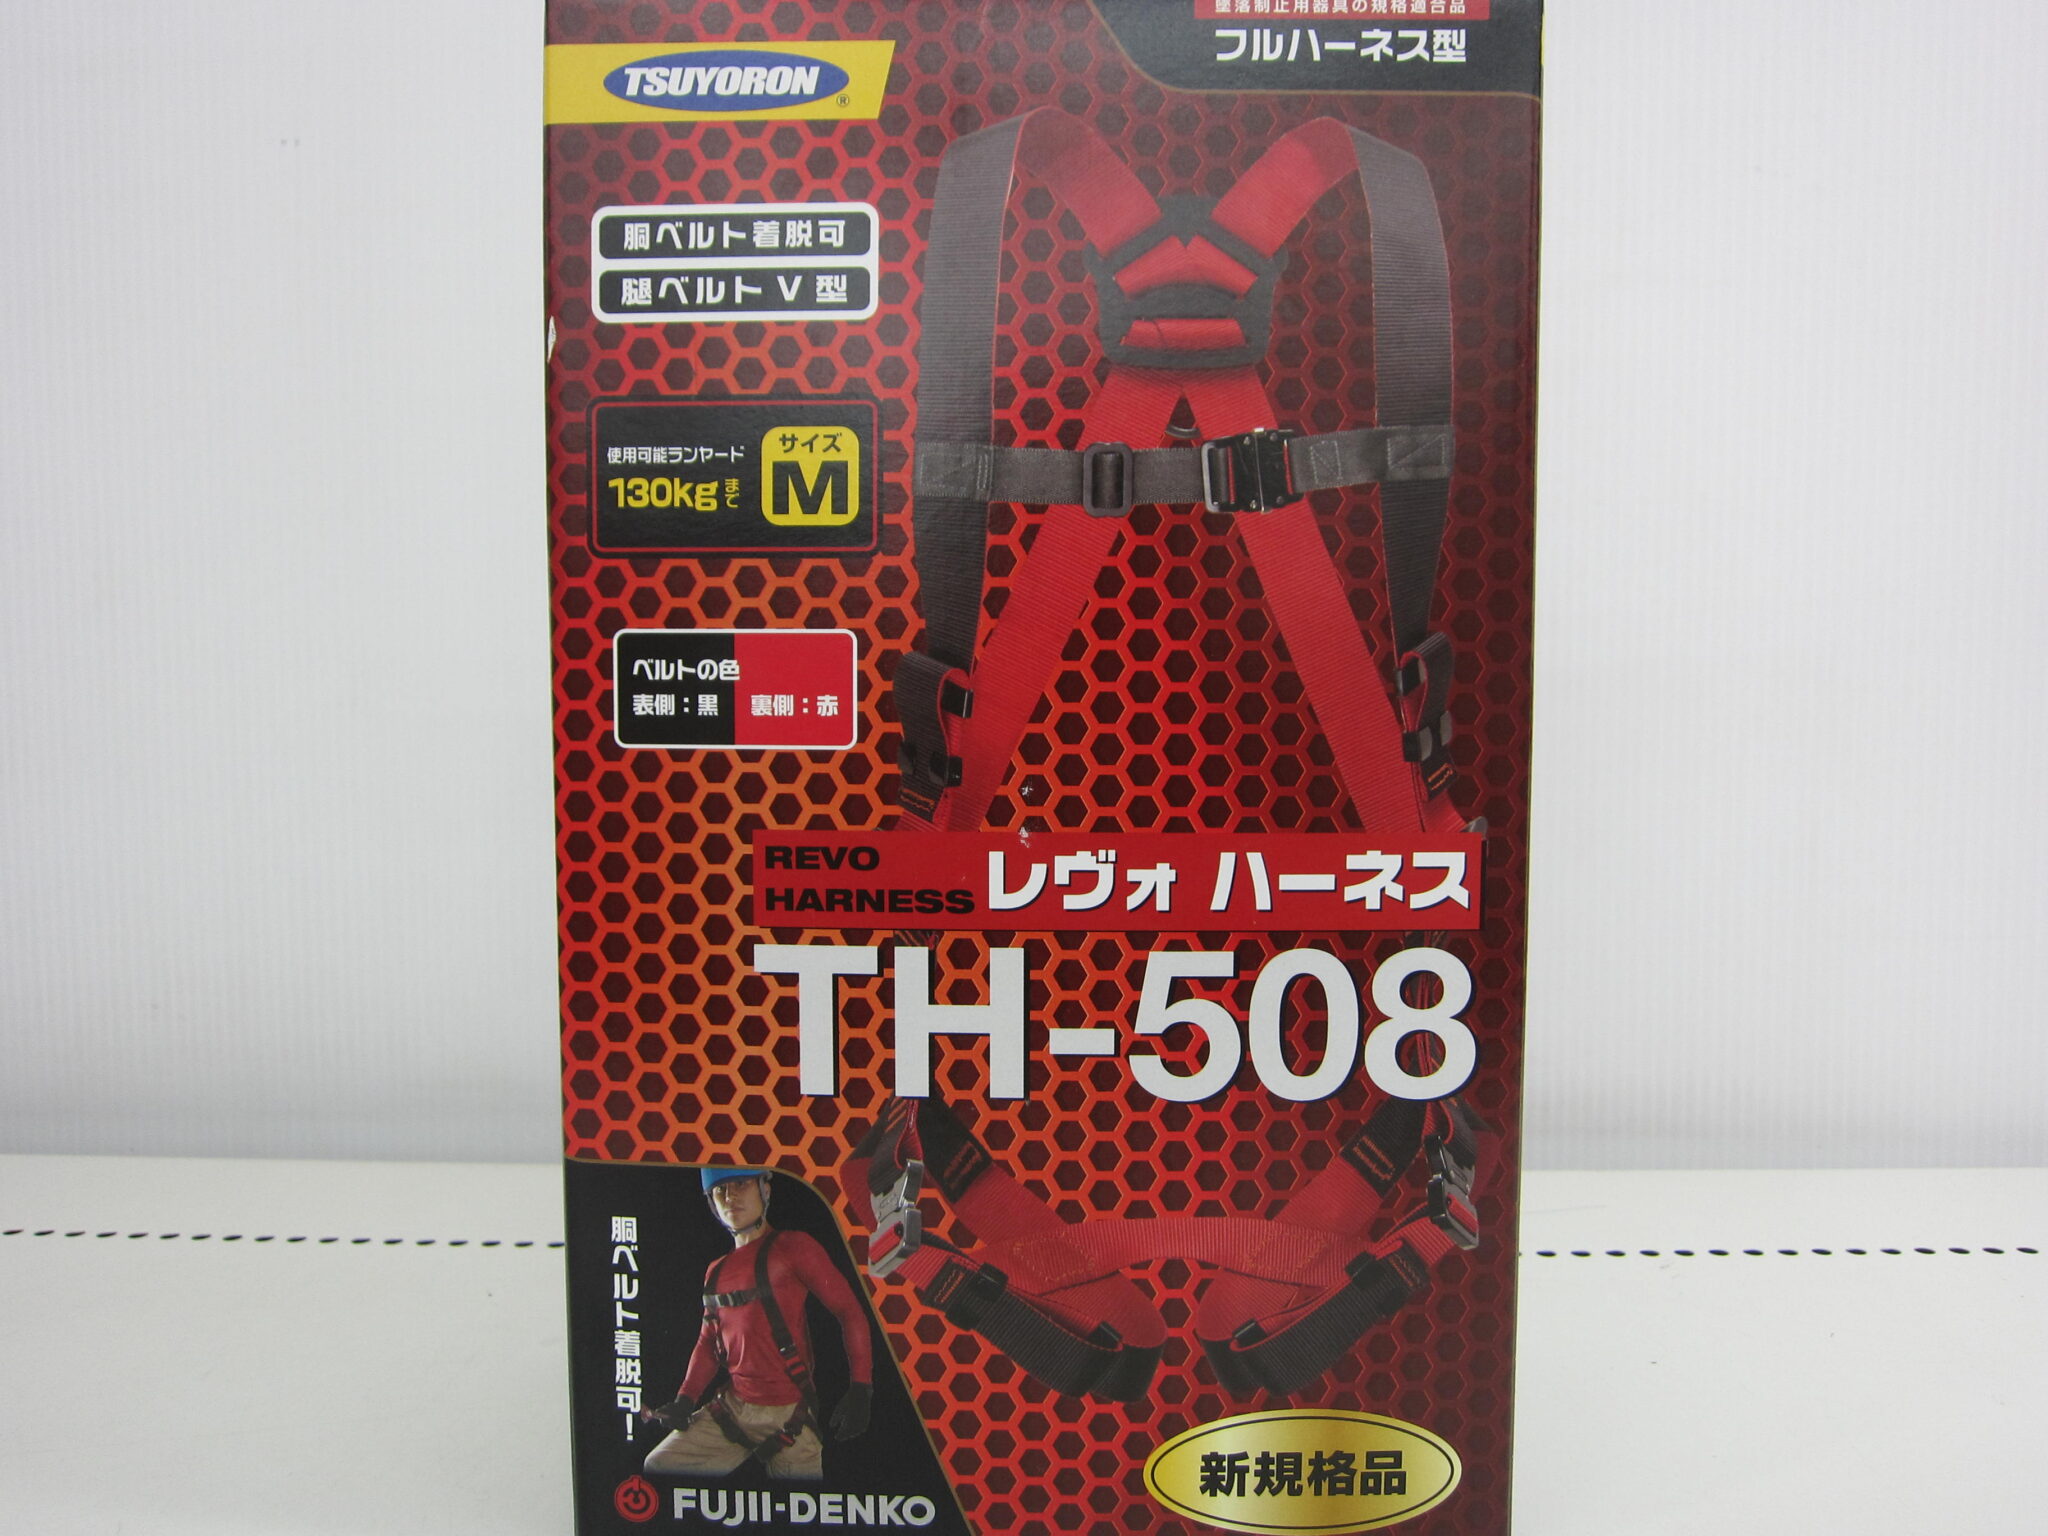 墜落制止用器具の規格適合品
フルハーネス型
TSUYORON®
胴ベルト着脱可
腿ベルトV型
使用可能ランヤード
130kgまで
サイズ
M
ベルトの色
表側:黒 裏側:赤
REVO
HARNESS
レヴォ ハーネス
TH-508
胴ベルト着脱可!
新規格品
FUJII-DENKO